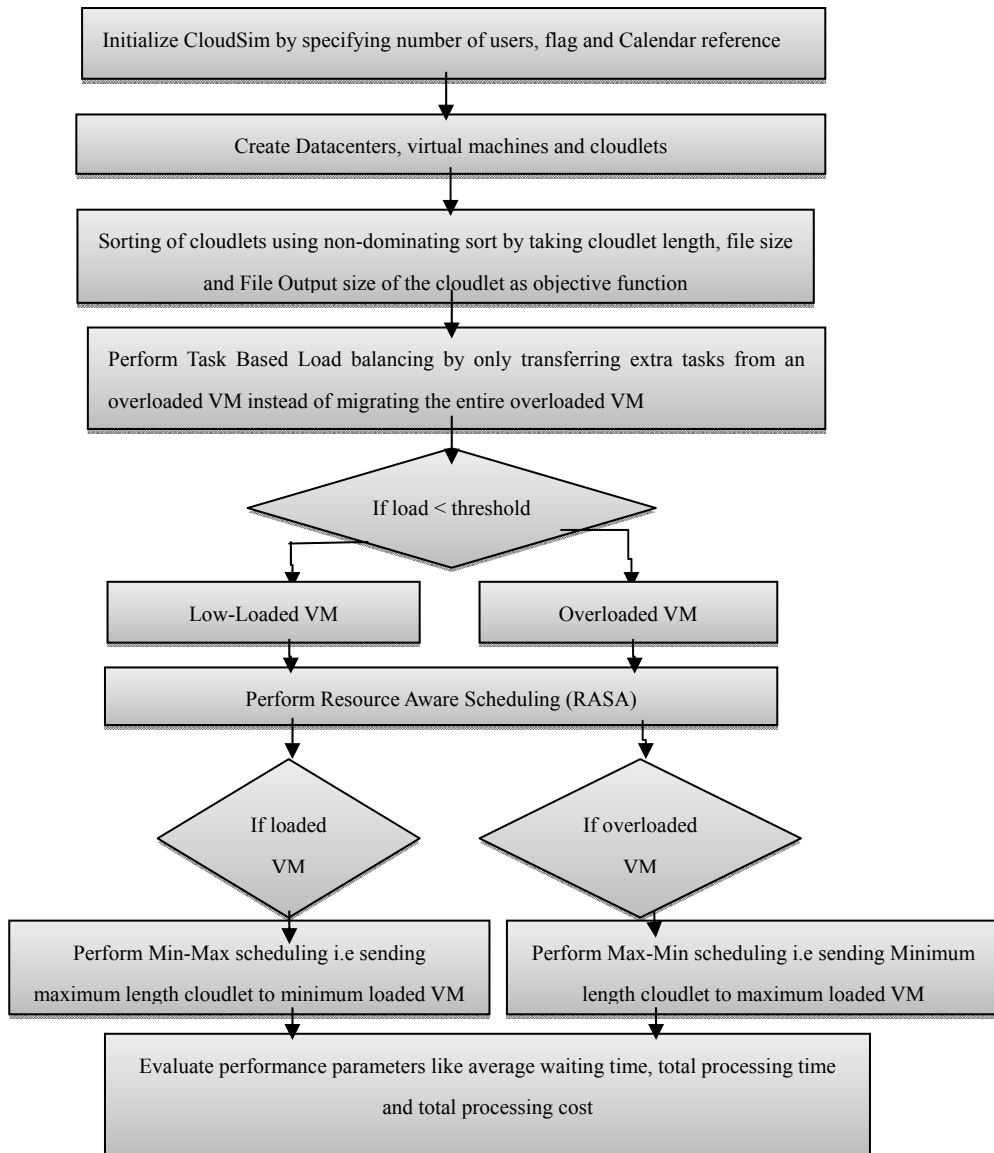 Initialize CloudSim by specifying number of users, flag and Calendar reference
Create Datacenters, virtual machines and cloudlets
Sorting of cloudlets using non-dominating sort by taking cloudlet length, file size
and File Output size of the cloudlet as objective function
Perform Task Based Load balancing by only transferring extra tasks from an
overloaded VM instead of migrating the entire overloaded VM
If load < threshold
Low-Loaded VM
Overloaded VM
Perform Resource Aware Scheduling (RASA)
If loaded
VM
If overloaded
VM
Perform Min-Max scheduling i.e sending
maximum length cloudlet to minimum loaded VM
Perform Max-Min scheduling i.e sending Minimum
length cloudlet to maximum loaded VM
Evaluate performance parameters like average waiting time, total processing time
and total processing cost